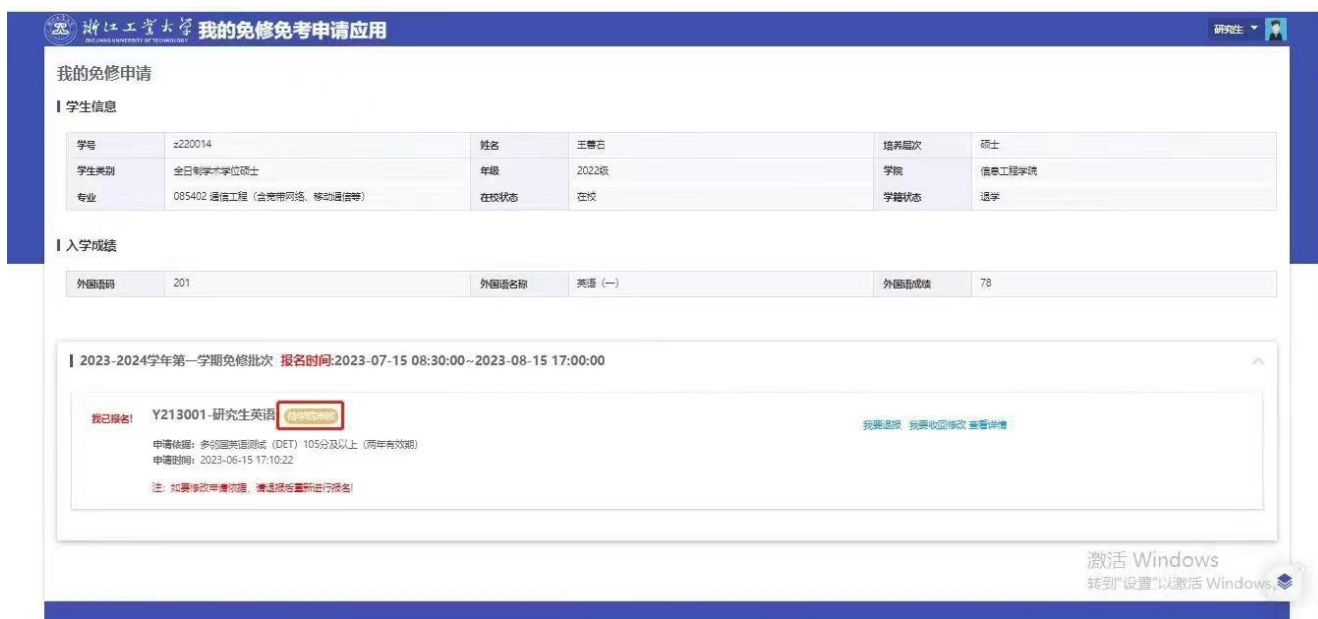 浙江工业大学 我的免修免考申请应用 研究生
ZHEJIANG UNIVERSITY OF TECHNOLOGY
我的免修申请
学生信息
学号 z220014 姓名 王善石 培养层次 硕士
学生类别 全日制学术学位硕士 年级 2022级 学院 信息工程学院
专业 085402 通信工程（含宽带网络、移动通信等） 在校状态 在校 学籍状态 退学
入学成绩
外国语码 201 外国语名称 英语（一） 外国语成绩 78
2023-2024学年第一学期免修批次 报名时间:2023-07-15 08:30:00~2023-08-15 17:00:00
我已报名! Y213001-研究生英语 待学院审核
我要退报 我要收回修改 查看详情
申请依据：多邻国英语测试（DET）105分及以上（两年有效期）
申请时间：2023-06-15 17:10:22
注：如要修改申请依据，请退报后重新进行报名!
激活 Windows
转到"设置"以激活 Windows。